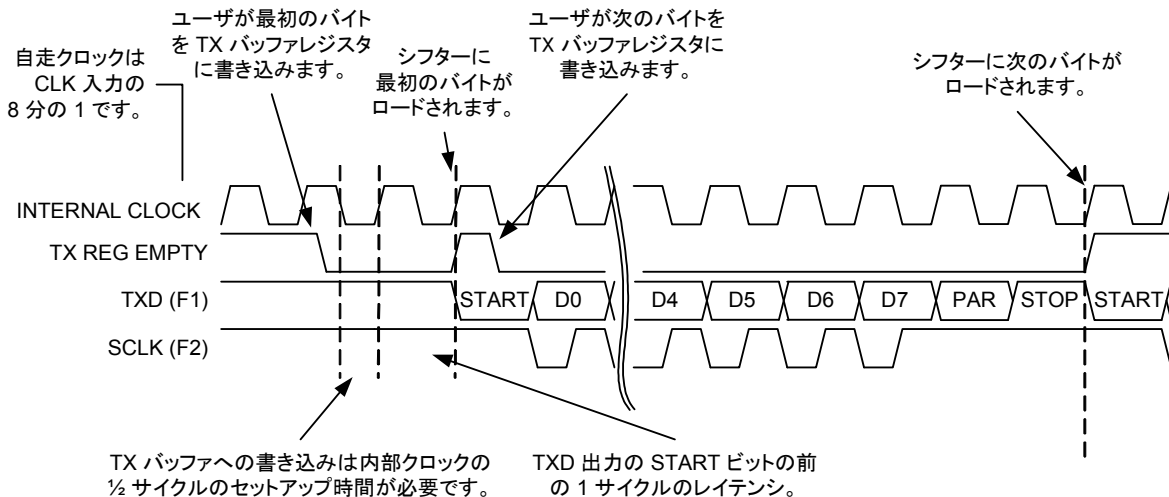 自走クロックは
CLK 入力の
8 分の 1 です。
ユーザが最初のバイト
を TX バッファレジスタ
に書き込みます。
シフターに
最初のバイトが
ロードされます。
ユーザが次のバイトを
TX バッファレジスタに
書き込みます。
シフターに次のバイトが
ロードされます。
INTERNAL CLOCK
TX REG EMPTY
TXD (F1)
START D0 D4 D5 D6 D7 PAR STOP START
SCLK (F2)
TX バッファへの書き込みは内部クロックの
½ サイクルのセットアップ時間が必要です。
TXD 出力の START ビットの前
の 1 サイクルのレイテンシ。